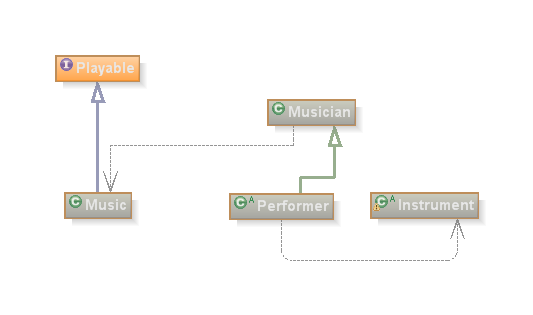 I Playable
C Musician
C Music
C A Performer
C A Instrument